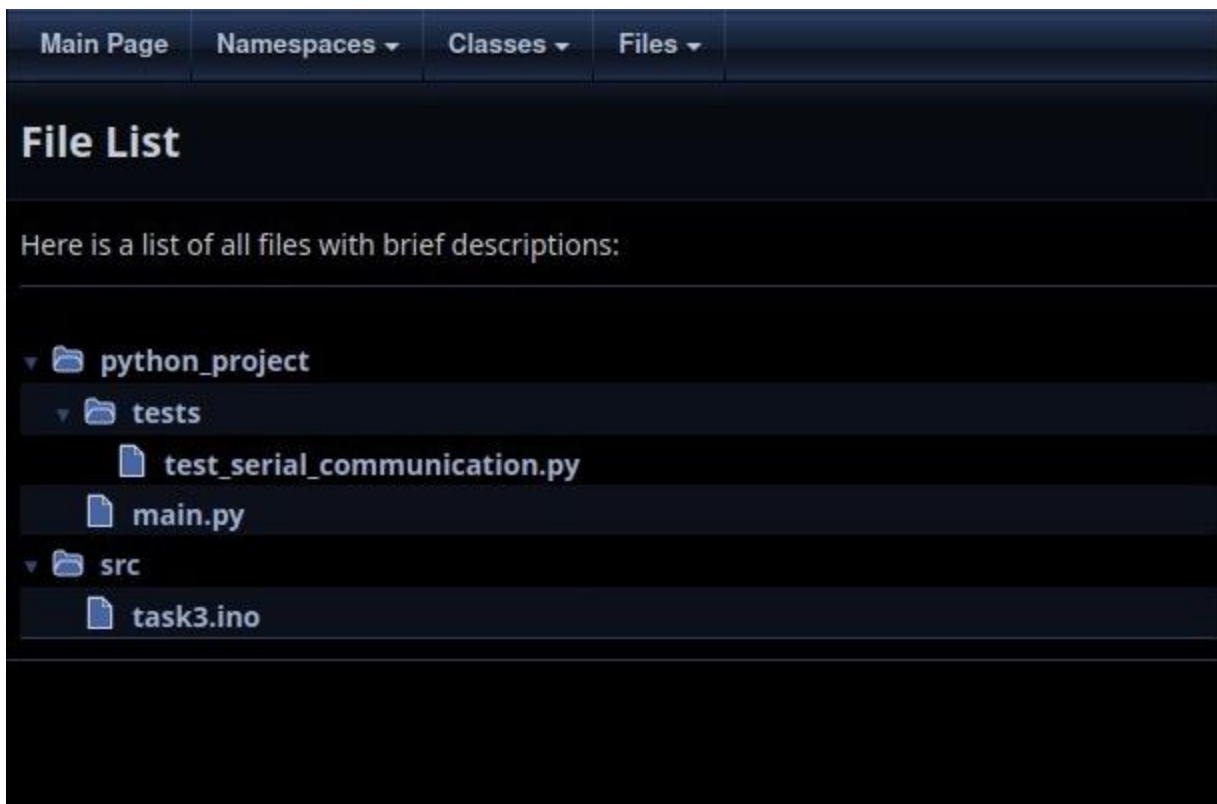 Main Page Namespaces Classes Files
File List
Here is a list of all files with brief descriptions:
python_project
tests
test_serial_communication.py
main.py
src
task3.ino